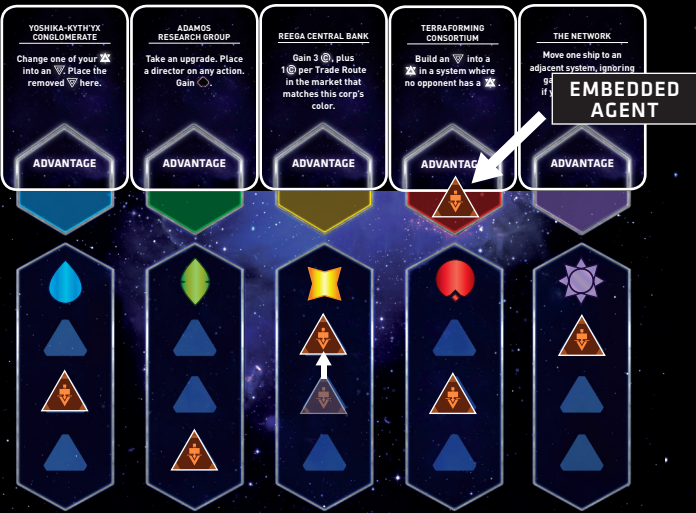 YOSHIKA-KYTH'YX
CONGLOMERATE
Change one of your
into an . Place the
removed here.
ADVANTAGE
ADAMOS
RESEARCH GROUP
Take an upgrade. Place
a director on any action.
Gain .
ADVANTAGE
REEGA CENTRAL BANK
Gain 3 ©, plus
1© per Trade Route
in the market that
matches this corp's
color.
ADVANTAGE
TERRAFORMING
CONSORTIUM
Build an into a
in a system where
no opponent has a .
ADVANTAGE
THE NETWORK
Move one ship to an
adjacent system, ignoring
if
ADVANTAGE
EMBEDDED
AGENT